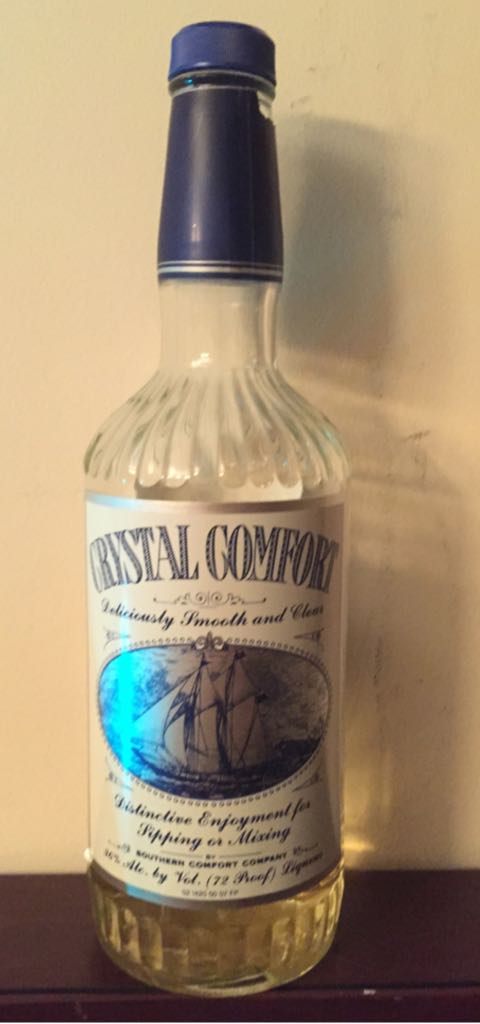 CRYSTAL COMFORT
Deliciously Smooth and Clear
Distinctive Enjoyment for
Sipping or Mixing
BY
SOUTHERN COMFORT COMPANY
36% Alc. by Vol. (72 Proof) Liqueur